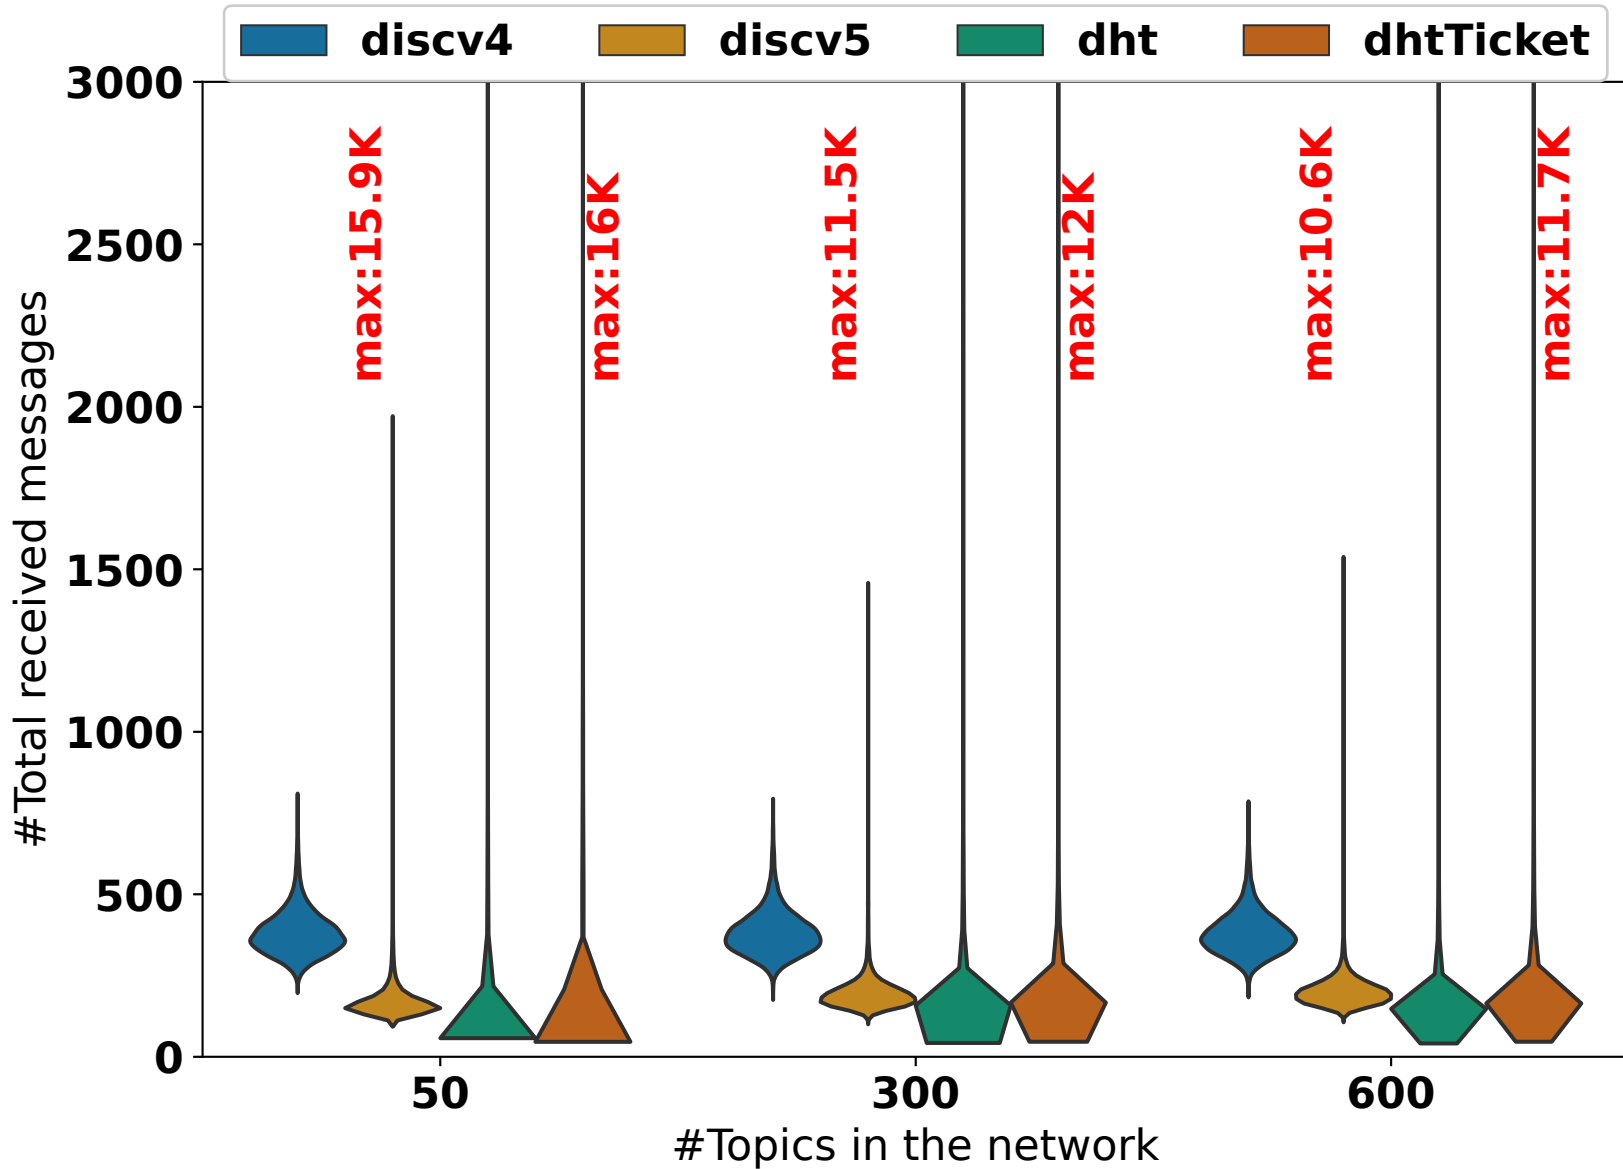 discv4 discv5 dht dhtTicket
3000
2500
2000
1500
1000
500
0
#Total received messages
max:15.9K
max:16K
max:11.5K
max:12K
max:10.6K
max:11.7K
50 300 600
#Topics in the network